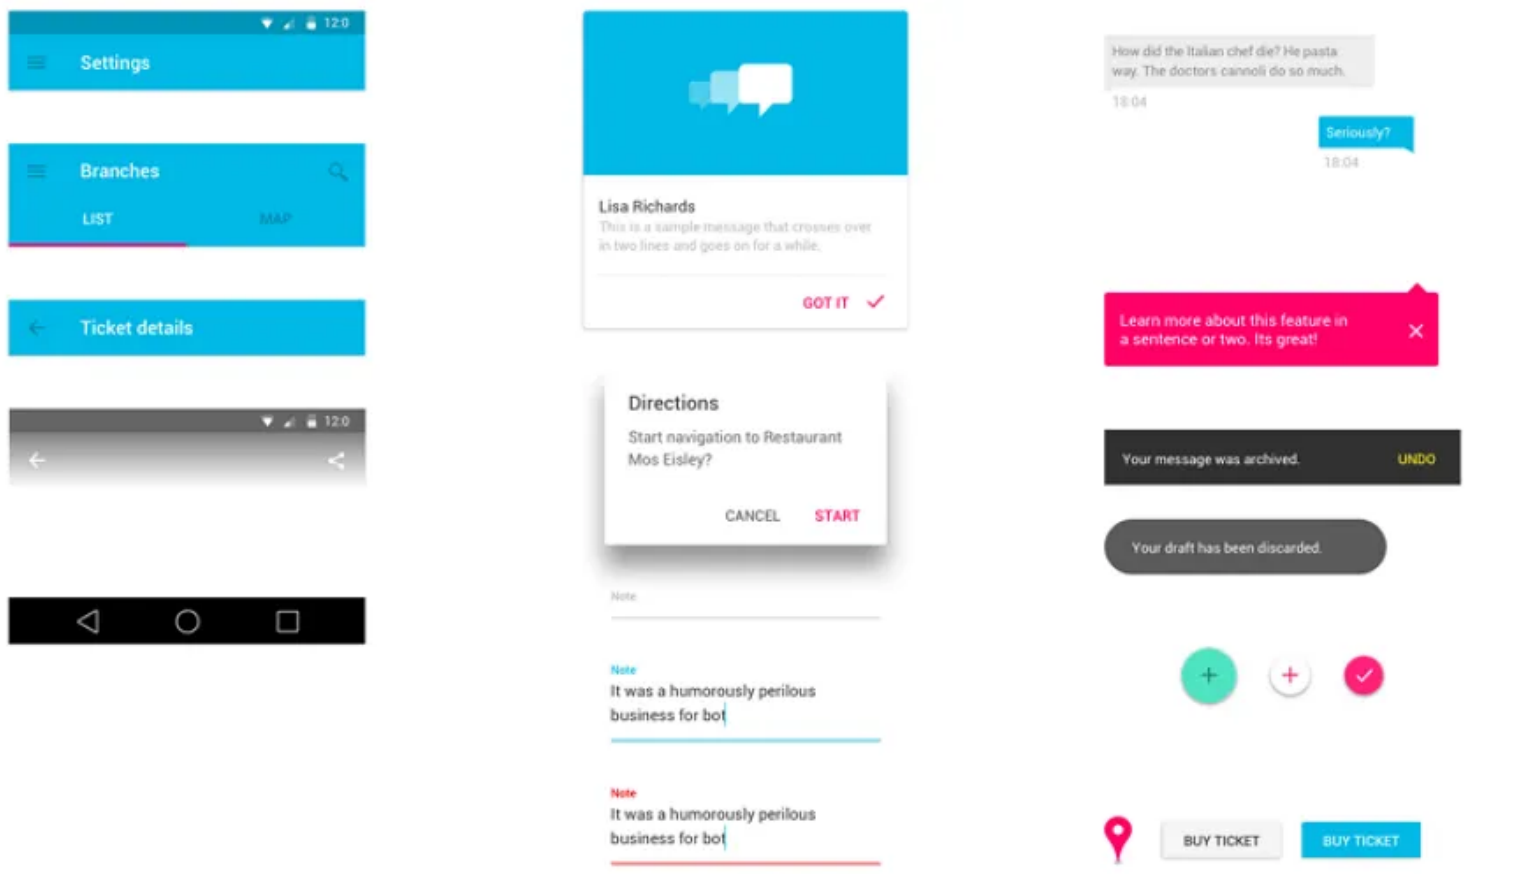 12:0
Settings
Branches
LIST MAP
Ticket details
12:0
Lisa Richards
This is a sample message that crosses over
in two lines and goes on for a while.
GOT IT
Directions
Start navigation to Restaurant
Mos Eisley?
CANCEL START
Note
Note
It was a humorously perilous
business for bot
Note
It was a humorously perilous
business for bot
How did the Italian chef die? He pasta
way. The doctors cannoli do so much.
18:04
Seriously?
18:04
Learn more about this feature in
a sentence or two. Its great!
Your message was archived. UNDO
Your draft has been discarded.
BUY TICKET BUY TICKET